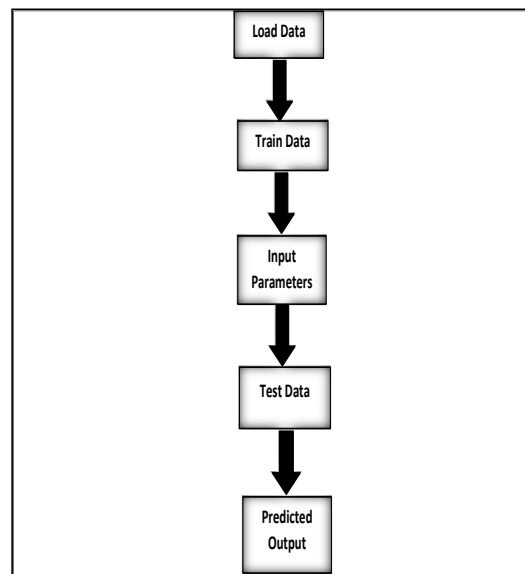 Load Data
Train Data
Input
Parameters
Test Data
Predicted
Output